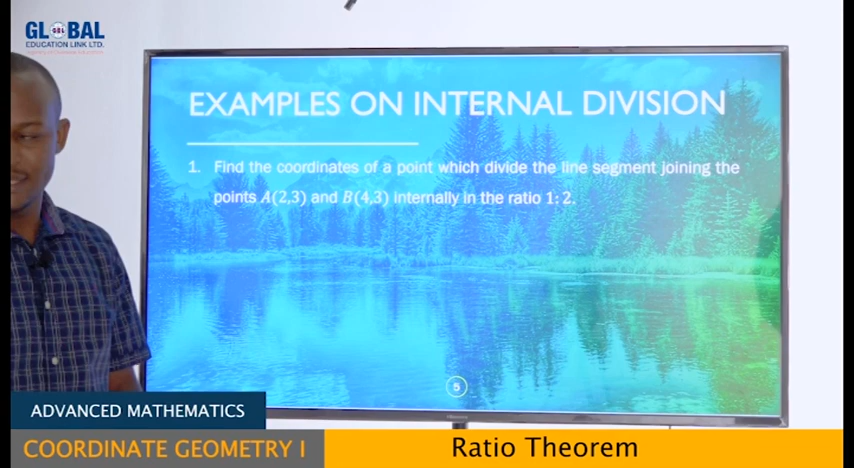 GLOBAL
EDUCATION LINK LTD.
EXAMPLES ON INTERNAL DIVISION
1. Find the coordinates of a point which divide the line segment joining the
points A(2,3) and B(4,3) internally in the ratio 1:2.
5
ADVANCED MATHEMATICS
COORDINATE GEOMETRY I
Ratio Theorem